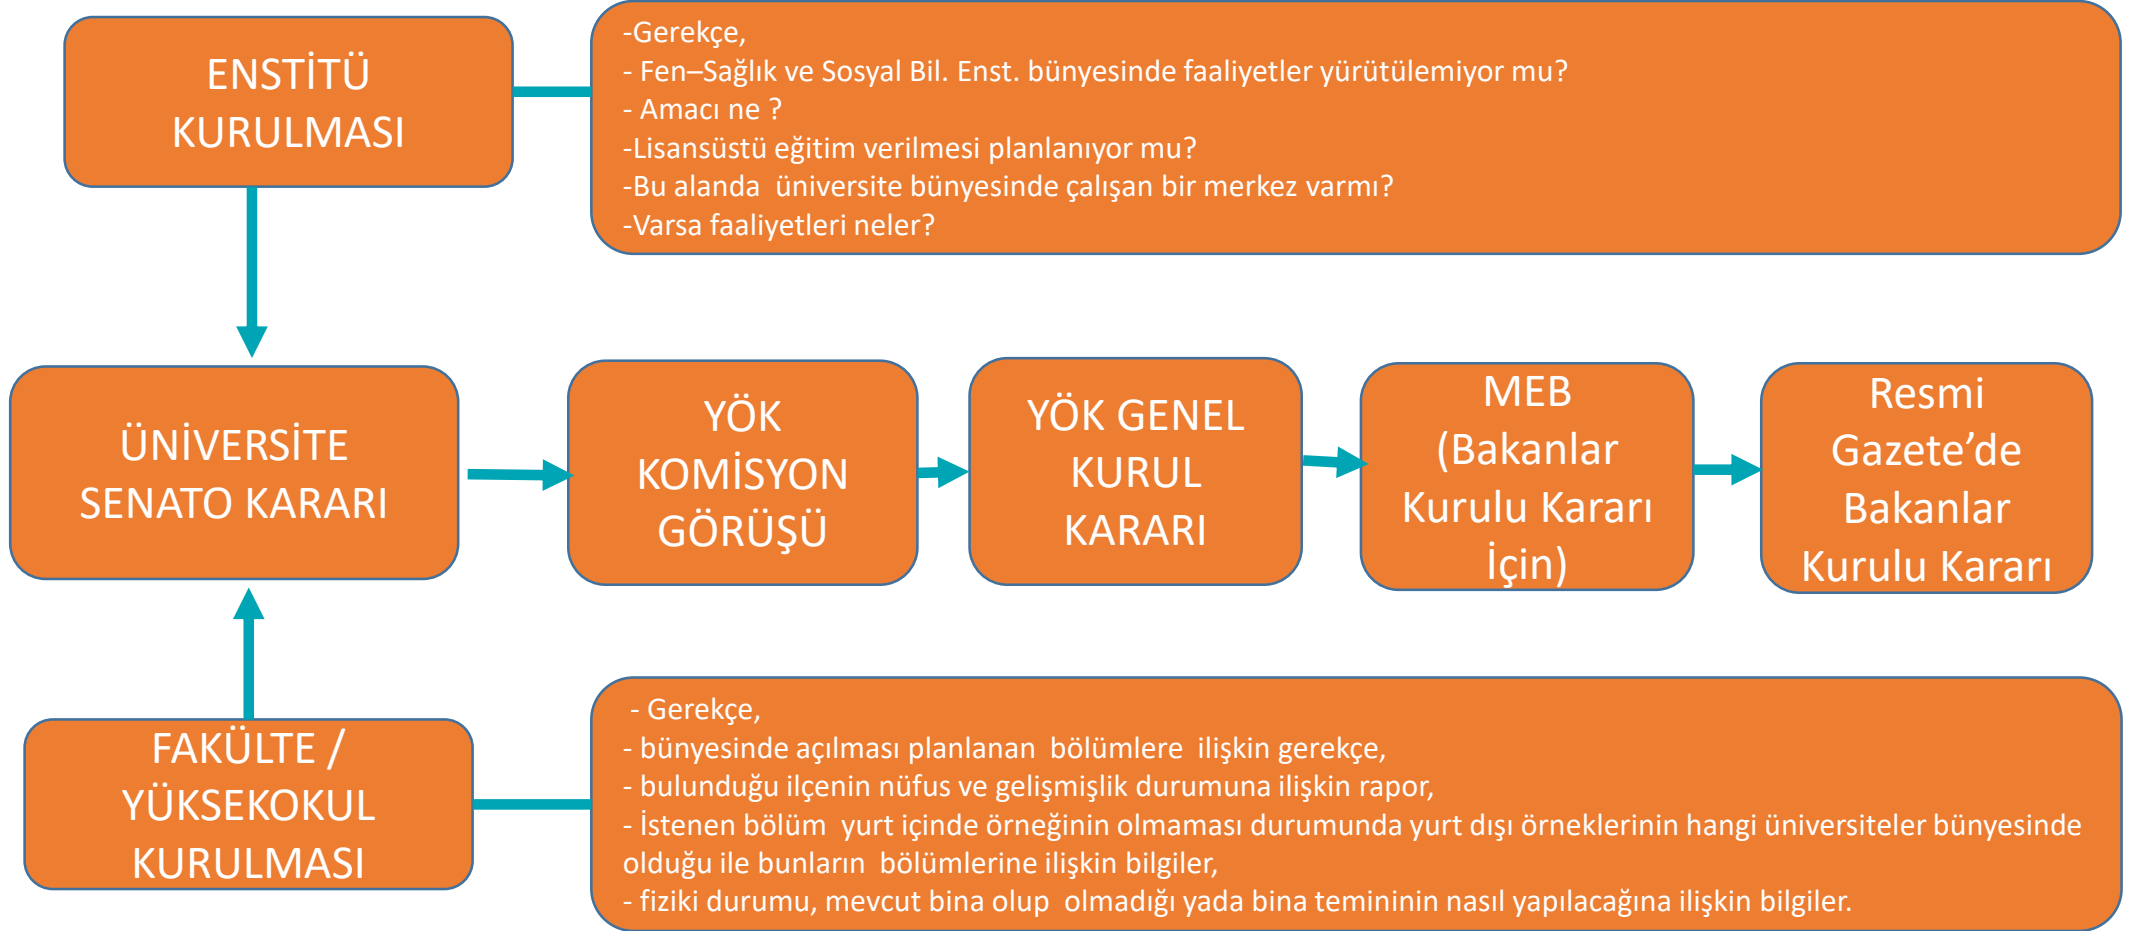 ENSTİTÜ
KURULMASI
-Gerekçe,
- Fen–Sağlık ve Sosyal Bil. Enst. bünyesinde faaliyetler yürütülemiyor mu?
- Amacı ne ?
-Lisansüstü eğitim verilmesi planlanıyor mu?
-Bu alanda  üniversite bünyesinde çalışan bir merkez varmı?
-Varsa faaliyetleri neler?
ÜNİVERSİTE
SENATO KARARI
YÖK
KOMİSYON
GÖRÜŞÜ
YÖK GENEL
KURUL
KARARI
MEB
(Bakanlar
Kurulu Kararı
İçin)
Resmi
Gazete’de
Bakanlar
Kurulu Kararı
FAKÜLTE /
YÜKSEKOKUL
KURULMASI
- Gerekçe,
- bünyesinde açılması planlanan  bölümlere  ilişkin gerekçe,
- bulunduğu ilçenin nüfus ve gelişmişlik durumuna ilişkin rapor,
- İstenen bölüm  yurt içinde örneğinin olmaması durumunda yurt dışı örneklerinin hangi üniversiteler bünyesinde
olduğu ile bunların  bölümlerine ilişkin bilgiler,
- fiziki durumu, mevcut bina olup  olmadığı yada bina temininin nasıl yapılacağına ilişkin bilgiler.